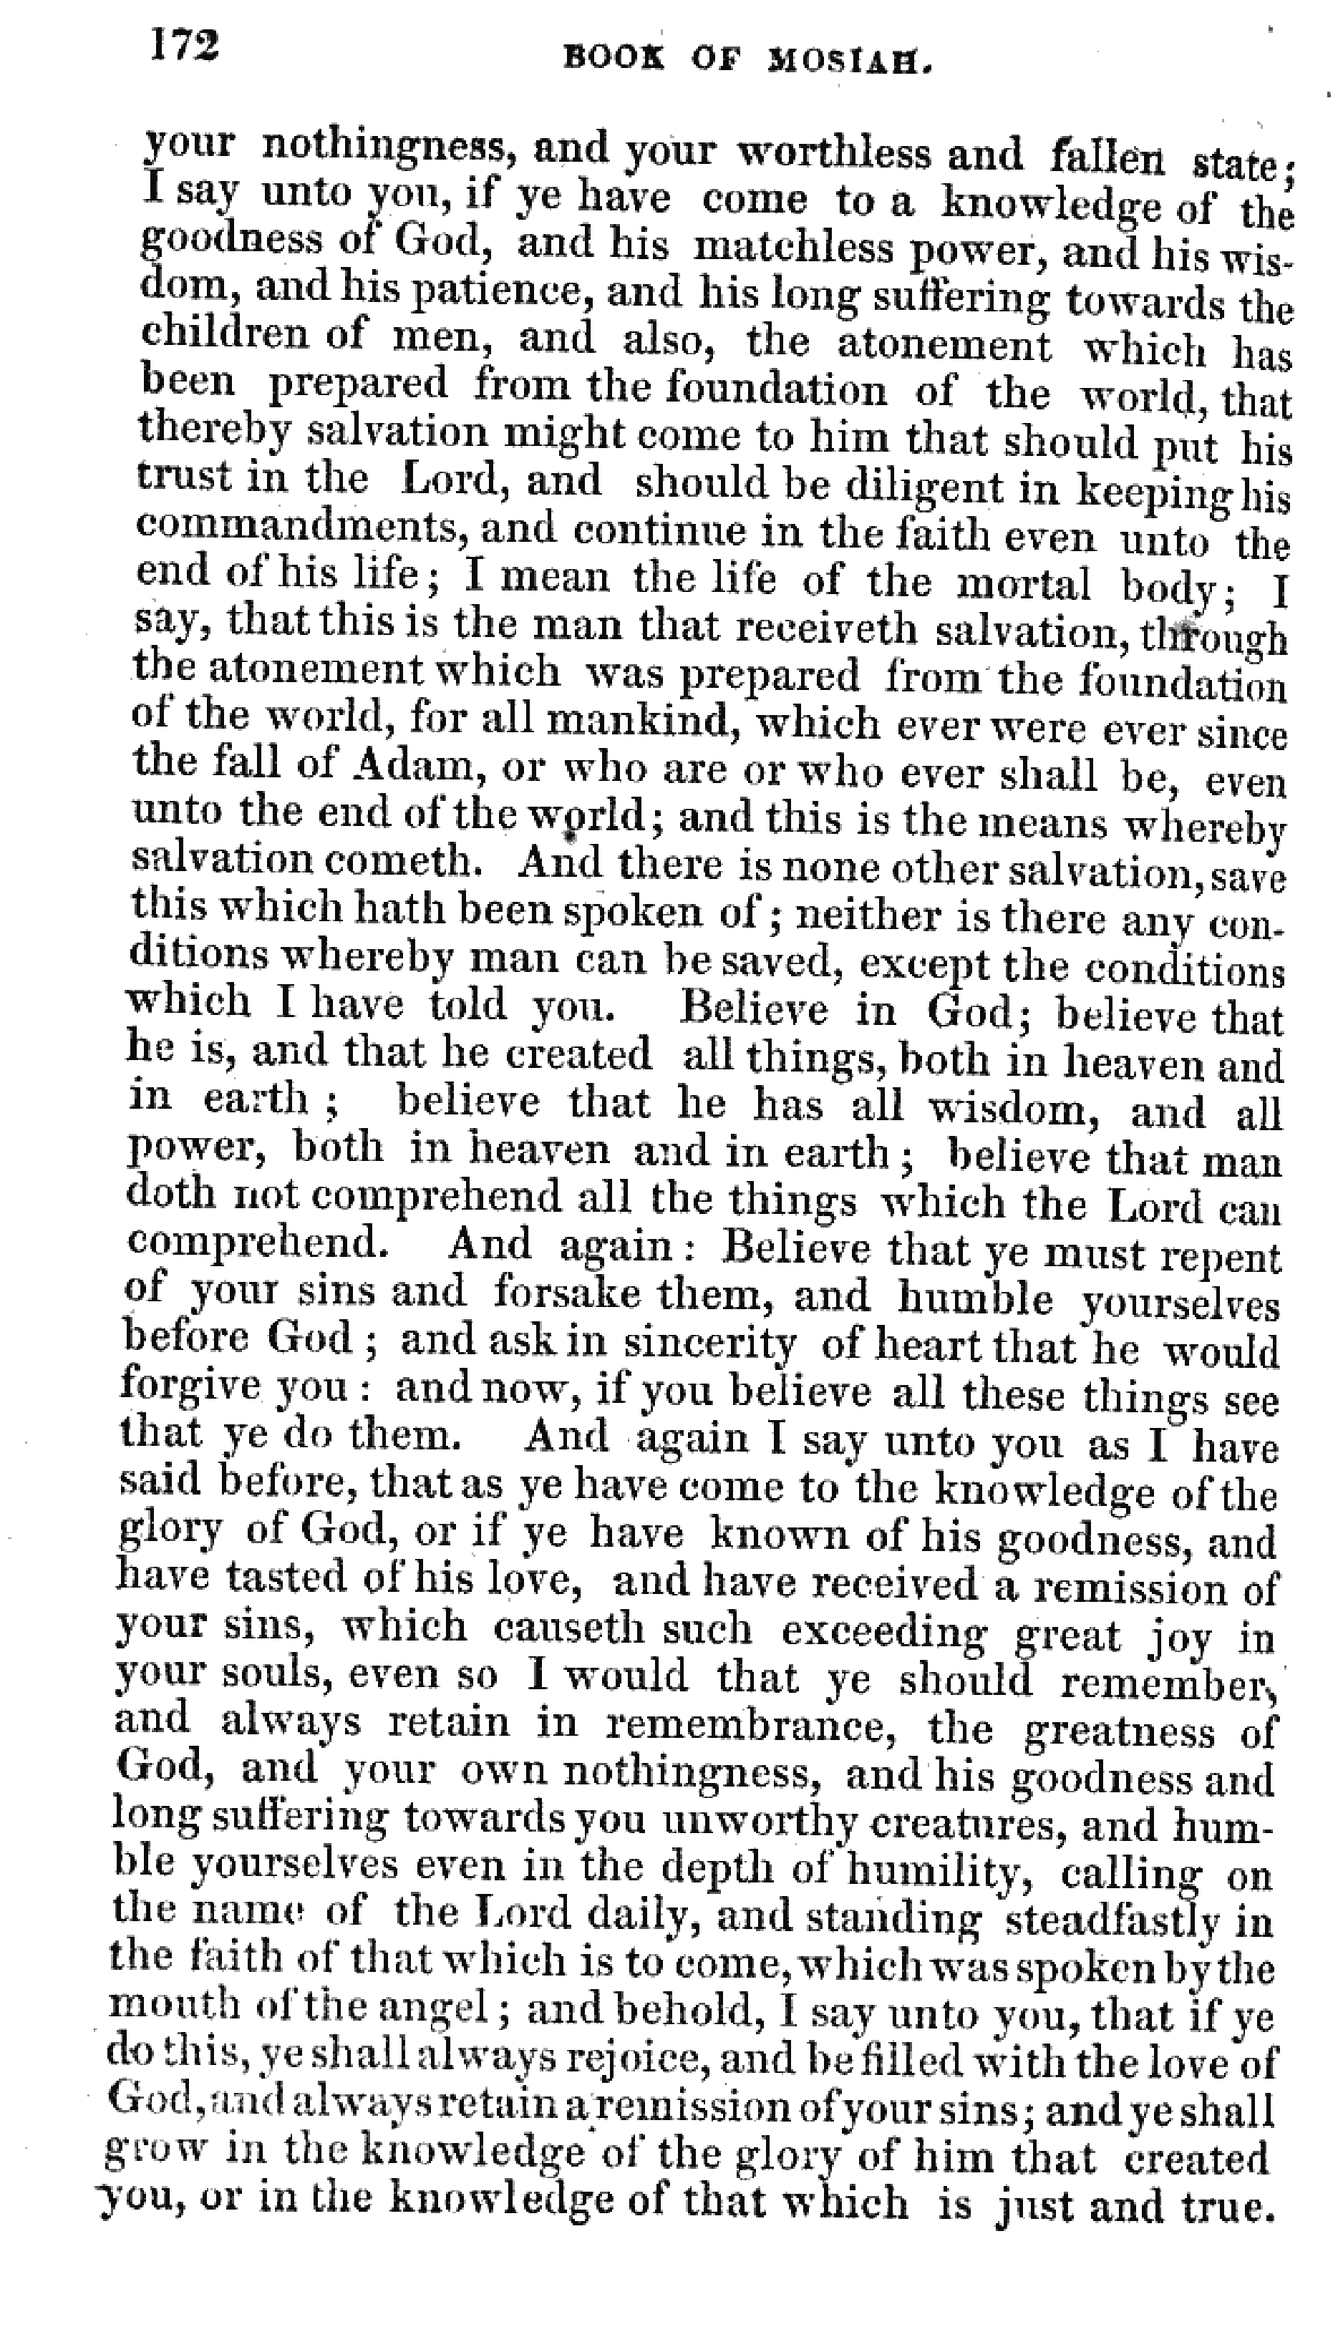 172
BOOK OF MOSIAH.
your nothingness, and your worthless and fallen state;
I say unto you, if ye have come to a knowledge of the
goodness of God, and his matchless power, and his wis-
dom, and his patience, and his long suffering towards the
children of men, and also, the atonement which has
been prepared from the foundation of the world, that
thereby salvation might come to him that should put his
trust in the Lord, and should be diligent in keeping his
commandments, and continue in the faith even unto the
end of his life; I mean the life of the mortal body; I
say, that this is the man that receiveth salvation, through
the atonement which was prepared from the foundation
of the world, for all mankind, which ever were ever since
the fall of Adam, or who are or who ever shall be, even
unto the end of the world; and this is the means whereby
salvation cometh. And there is none other salvation, save
this which hath been spoken of; neither is there any con-
ditions whereby man can be saved, except the conditions
which I have told you. Believe in God; believe that
he is, and that he created all things, both in heaven and
in earth; believe that he has all wisdom, and all
power, both in heaven and in earth; believe that man
doth not comprehend all the things which the Lord can
comprehend. And again: Believe that ye must repent
of your sins and forsake them, and humble yourselves
before God; and ask in sincerity of heart that he would
forgive you: and now, if you believe all these things see
that ye do them. And again I say unto you as I have
said before, that as ye have come to the knowledge of the
glory of God, or if ye have known of his goodness, and
have tasted of his love, and have received a remission of
your sins, which causeth such exceeding great joy in
your souls, even so I would that ye should remember,
and always retain in remembrance, the greatness of
God, and your own nothingness, and his goodness and
long suffering towards you unworthy creatures, and hum-
ble yourselves even in the depth of humility, calling on
the name of the Lord daily, and standing steadfastly in
the faith of that which is to come, which was spoken by the
mouth of the angel; and behold, I say unto you, that if ye
do this, ye shall always rejoice, and be filled with the love of
God, and always retain a remission of your sins; and ye shall
grow in the knowledge of the glory of him that created
you, or in the knowledge of that which is just and true.